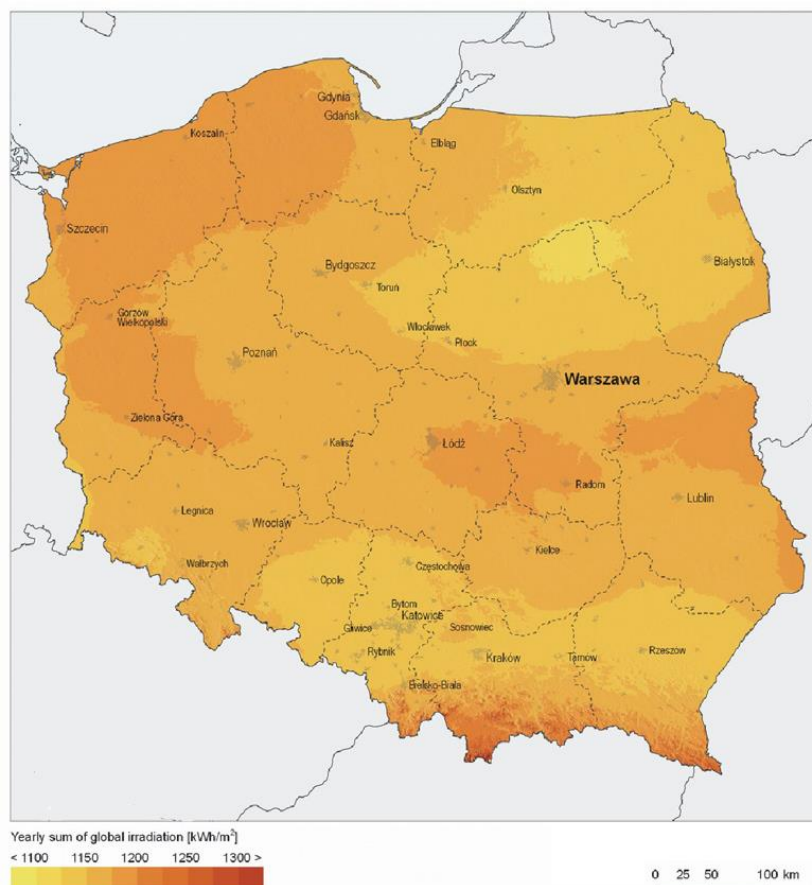 Gdynia
Gdańsk
Koszalin
Elbląg
Olsztyn
Szczecin
Białystok
Bydgoszcz
Toruń
Gorzów
Wielkopolski
Włocławek
Płock
Poznań
Warszawa
Zielona Góra
Kalisz
Łódź
Radom
Lublin
Legnica
Wrocław
Kielce
Wałbrzych
Częstochowa
Opole
Bytom
Katowice
Gliwice
Sosnowiec
Rybnik
Kraków
Tarnów
Rzeszów
Bielsko-Biała
Yearly sum of global irradiation [kWh/m²]
< 1100 1150 1200 1250 1300 >
0 25 50 100 km